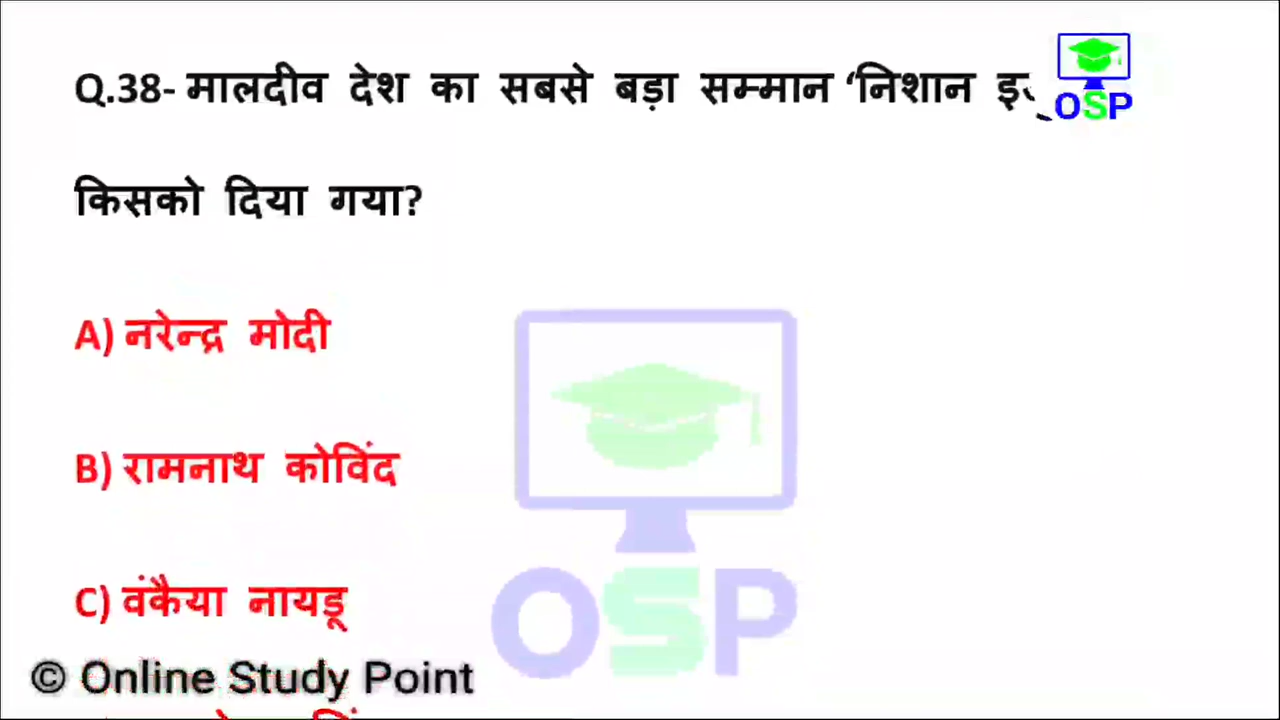 Q.38- मालदीव देश का सबसे बड़ा सम्मान ‘निशान
OSP
किसको दिया गया?
A) नरेन्द्र मोदी
B) रामनाथ कोविंद
C) वंकैया नायडू
OSP
© Online Study Point